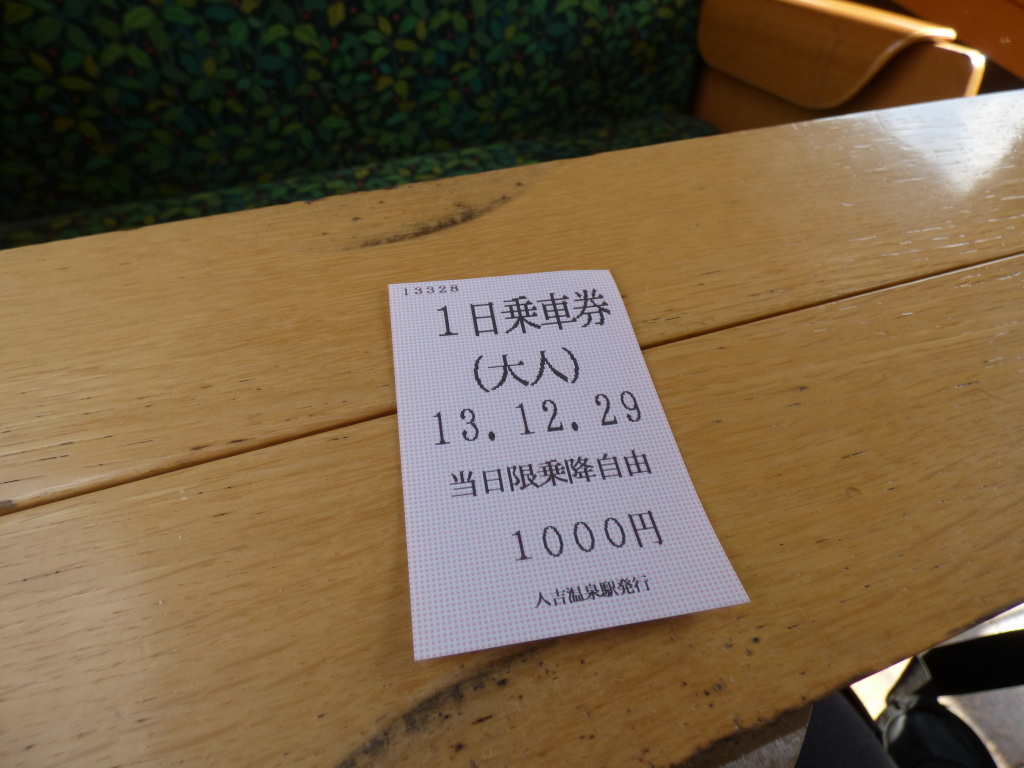 13328
1日乗車券
(大人)
13.12.29
当日限乗降自由
1000円
人吉温泉駅発行